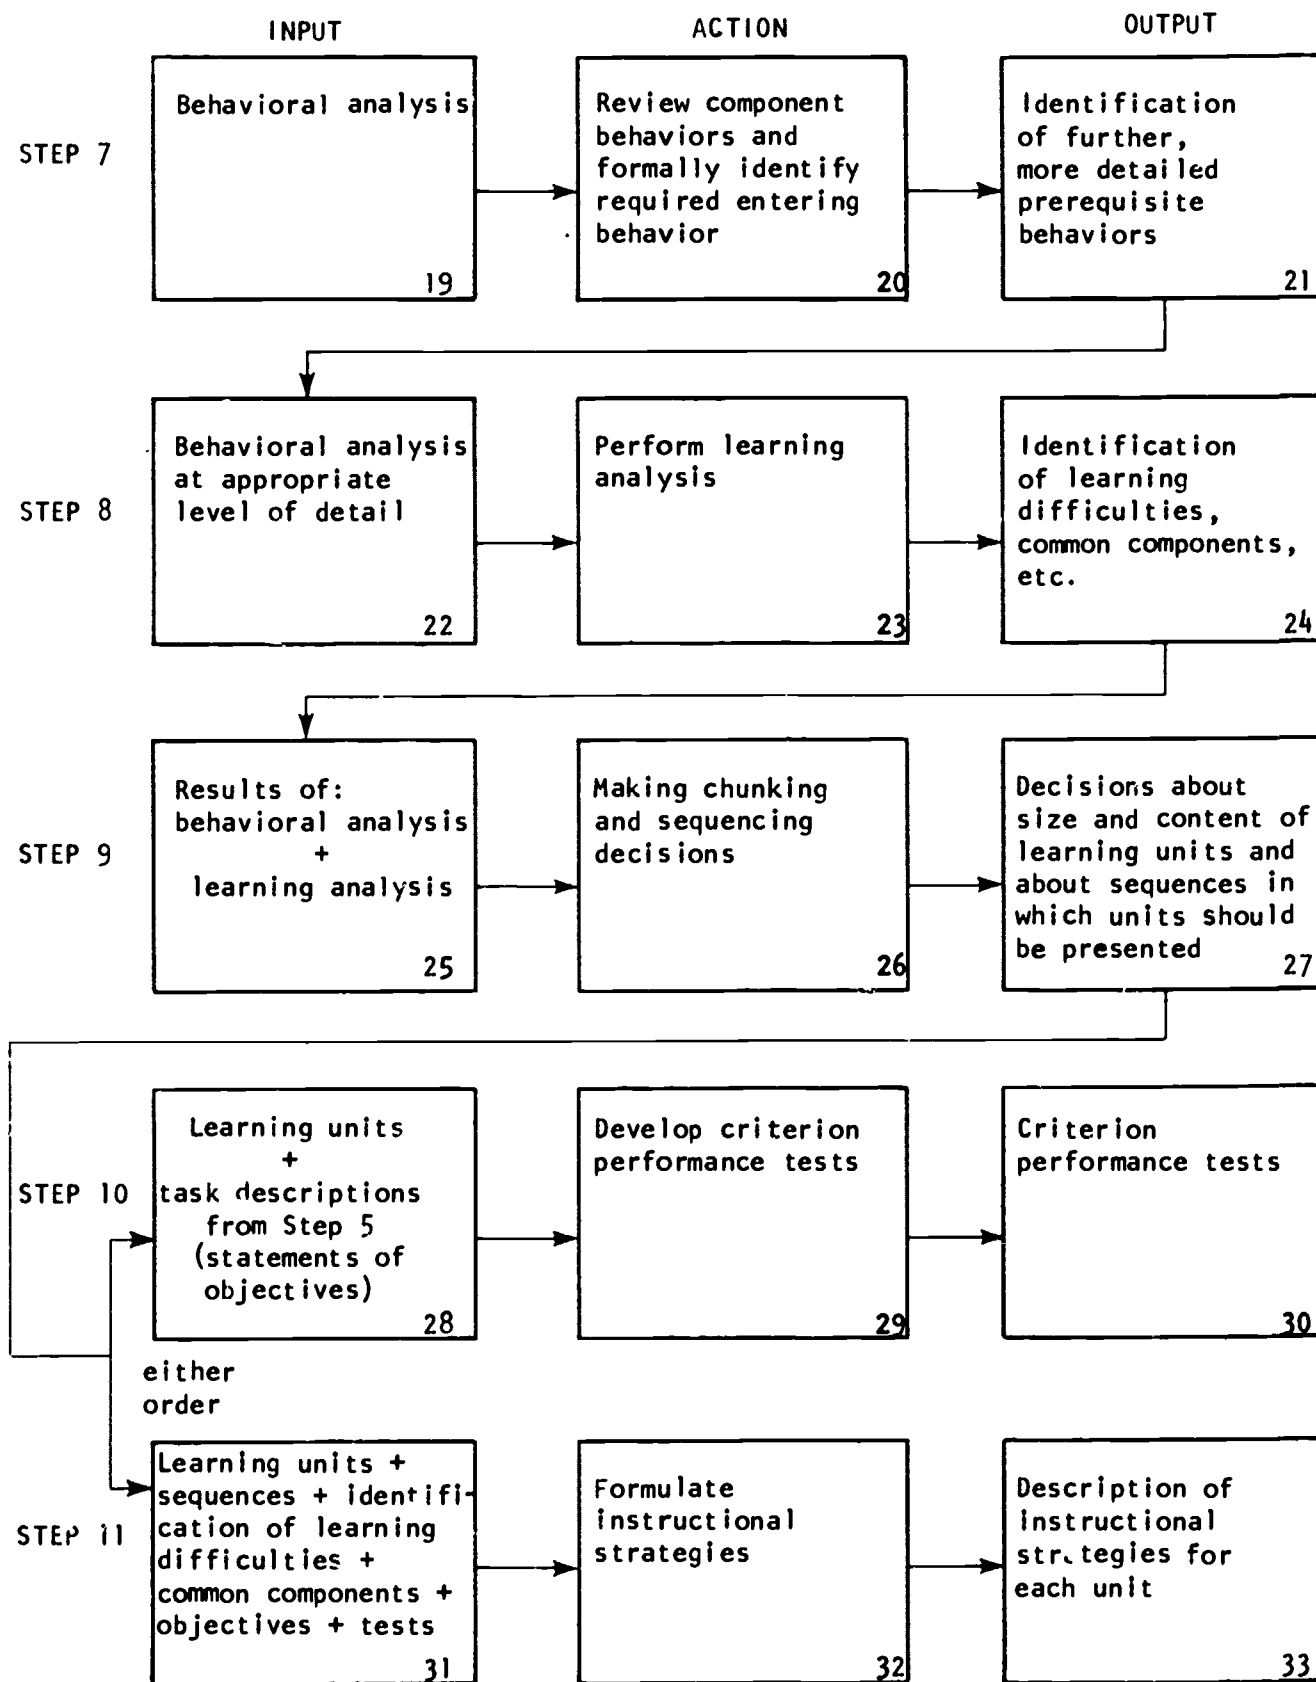 INPUT
ACTION
OUTPUT
STEP 7
Behavioral analysis
19
Review component
behaviors and
formally identify
required entering
behavior
20
Identification
of further,
more detailed
prerequisite
behaviors
21
STEP 8
Behavioral analysis
at appropriate
level of detail
22
Perform learning
analysis
23
Identification
of learning
difficulties,
common components,
etc.
24
STEP 9
Results of:
behavioral analysis
+
learning analysis
25
Making chunking
and sequencing
decisions
26
Decisions about
size and content of
learning units and
about sequences in
which units should
be presented
27
STEP 10
Learning units
+
task descriptions
from Step 5
(statements of
objectives)
28
Develop criterion
performance tests
29
Criterion
performance tests
30
either
order
STEP 11
Learning units +
sequences + identifi-
cation of learning
difficulties +
common components +
objectives + tests
31
Formulate
instructional
strategies
32
Description of
instructional
strategies for
each unit
33